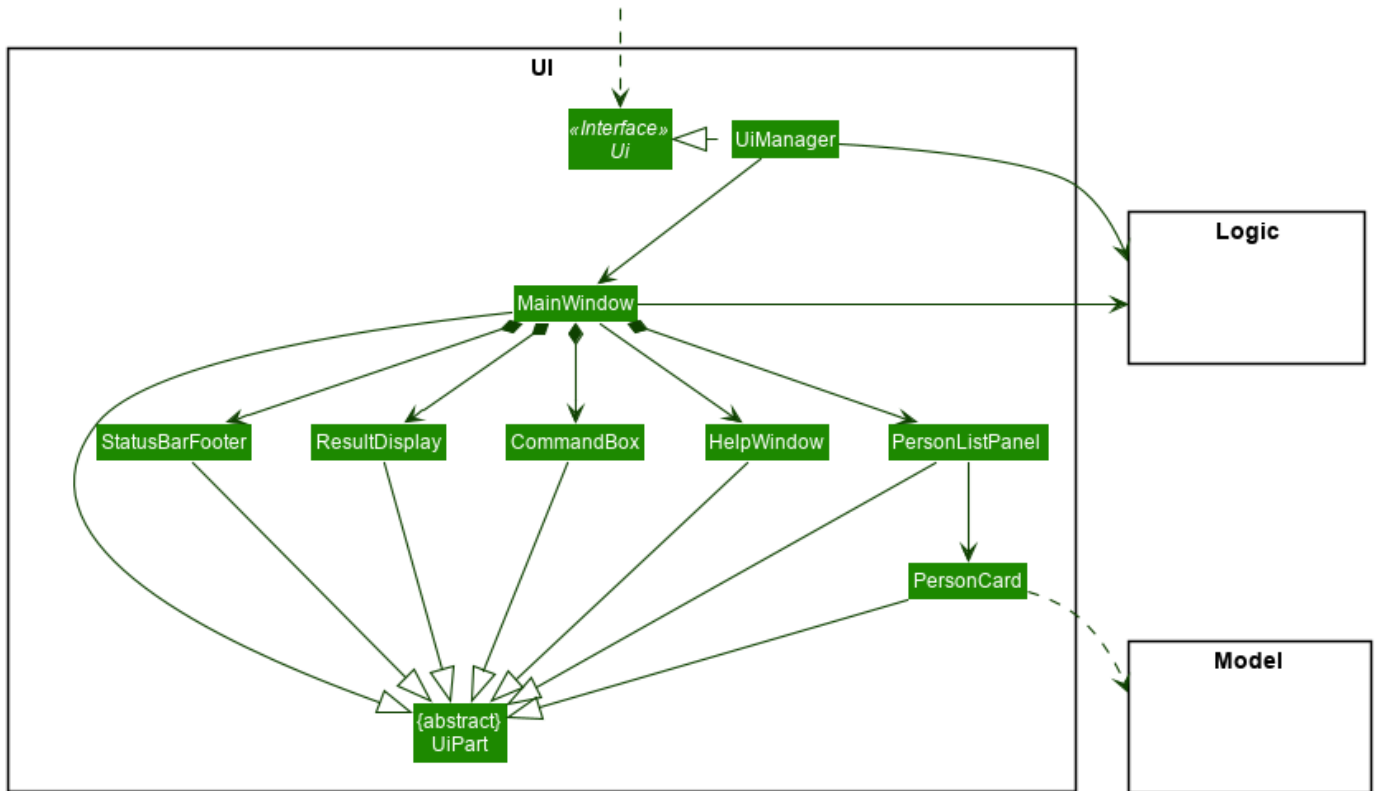 UI
«Interface»
Ui
UiManager
Logic
MainWindow
StatusBarFooter
ResultDisplay
CommandBox
HelpWindow
PersonListPanel
PersonCard
Model
{abstract}
UiPart